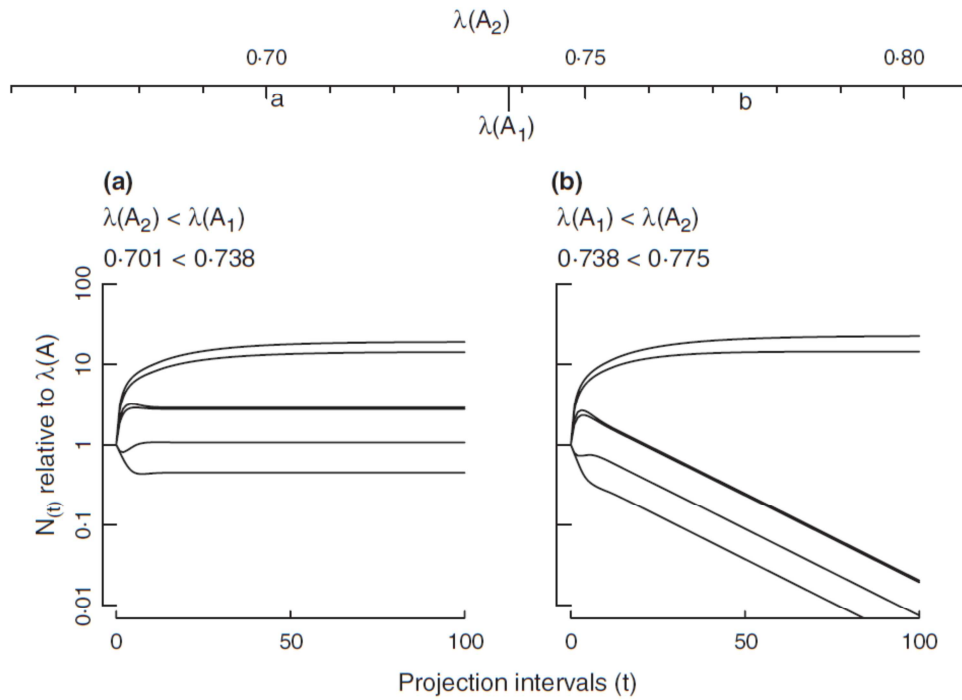 λ(A₂)
0·70 0·75 0·80
a b
λ(A₁)
(a)
λ(A₂) < λ(A₁)
0·701 < 0·738
(b)
λ(A₁) < λ(A₂)
0·738 < 0·775
N₍t₎ relative to λ(A)
100
10
1
0·1
0·01
0 50 100
0 50 100
Projection intervals (t)